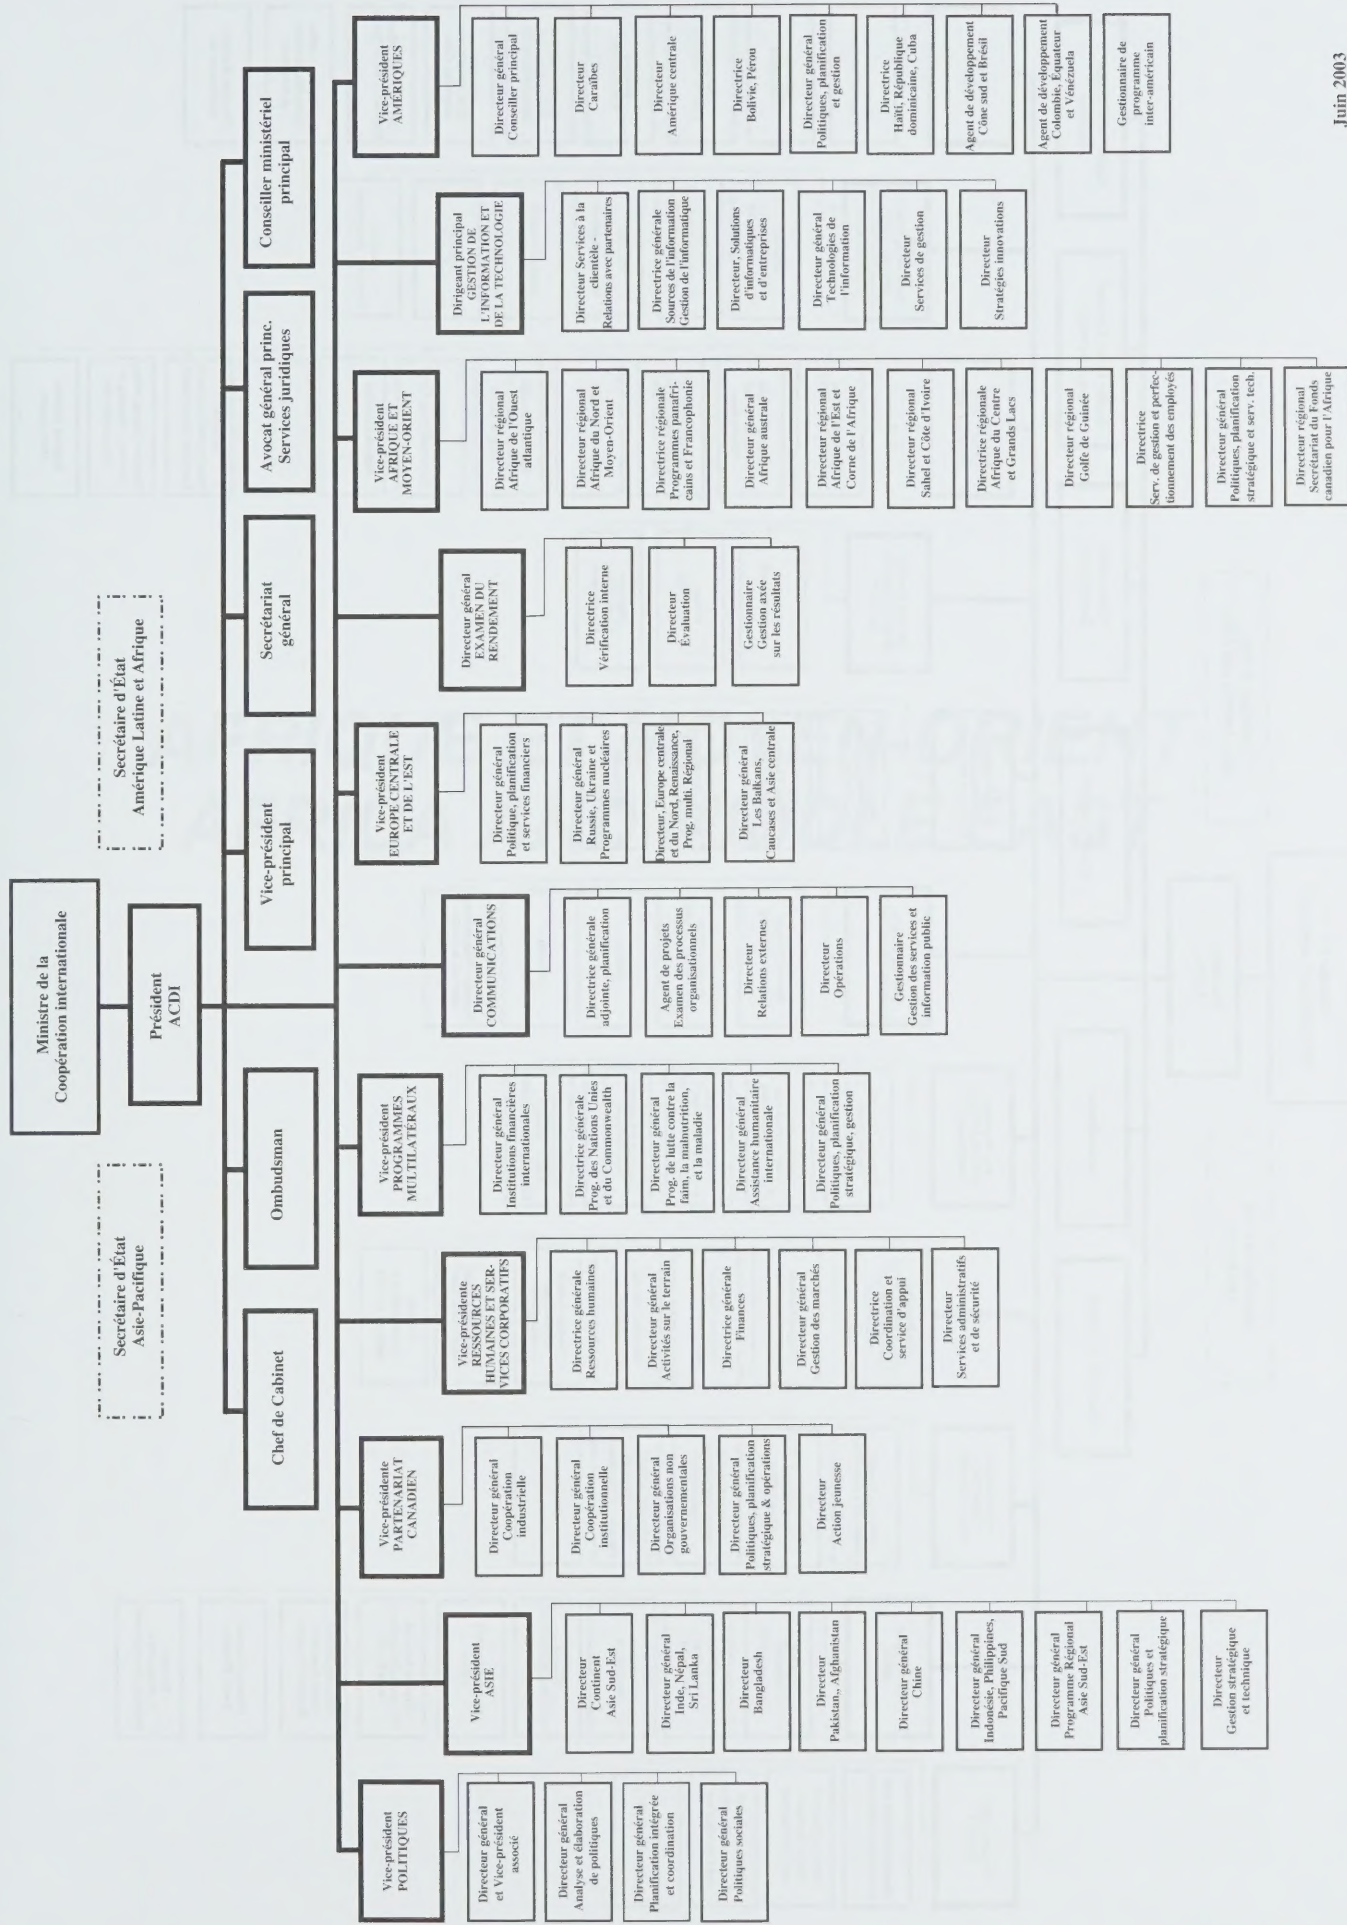 Ministre de la
Coopération internationale
Secrétaire d'État
Asie-Pacifique
Président
ACDI
Secrétaire d'État
Amérique Latine et Afrique
Chef de Cabinet
Ombudsman
Vice-président
principal
Secrétariat
général
Avocat général princ.
Services juridiques
Conseiller ministériel
principal
Vice-président
POLITIQUES
Directeur général
et Vice-président
associé
Directeur général
Analyse et élaboration
de politiques
Directeur général
Planification intégrée
et coordination
Directeur général
Politiques sociales
Vice-président
ASIE
Directeur
Continent
Asie Sud-Est
Directeur général
Inde, Népal,
Sri Lanka
Directeur
Bangladesh
Directeur
Pakistan,, Afghanistan
Directeur général
Chine
Directeur général
Indonésie, Philippines,
Pacifique Sud
Directeur général
Programme Régional
Asie Sud-Est
Directeur général
Politiques et
planification stratégique
Directeur
Gestion stratégique
et technique
Vice-présidente
PARTENARIAT
CANADIEN
Directeur général
Coopération
industrielle
Directeur général
Coopération
institutionnelle
Directeur général
Organisations non
gouvernementales
Directeur général
Politiques, planification
stratégique & opérations
Directeur
Action jeunesse
Vice-présidente
RESSOURCES
HUMAINES ET SER-
VICES CORPORATIFS
Directrice générale
Ressources humaines
Directeur général
Activités sur le terrain
Directrice générale
Finances
Directeur général
Gestion des marchés
Directrice
Coordination et
service d'appui
Directeur
Services administratifs
et de sécurité
Vice-président
PROGRAMMES
MULTILATÉRAUX
Directeur général
Institutions financières
internationales
Directrice générale
Prog. des Nations Unies
et du Commonwealth
Directeur général
Prog. de lutte contre la
faim, la malnutrition,
et la maladie
Directeur général
Assistance humanitaire
internationale
Directeur général
Politiques, planification
stratégique, gestion
Directeur général
COMMUNICATIONS
Directrice générale
adjointe, planification
Agent de projets
Examen des processus
organisationnels
Directeur
Relations externes
Directeur
Opérations
Gestionnaire
Gestion des services et
information public
Vice-président
EUROPE CENTRALE
ET DE L'EST
Directeur général
Politique, planification
et services financiers
Directeur général
Russie, Ukraine et
Programmes nucléaires
Directeur, Europe centrale
et du Nord, Renaissance,
Prog. multi. Régional
Directeur général
Les Balkans,
Caucases et Asie centrale
Directeur général
EXAMEN DU
RENDEMENT
Directrice
Vérification interne
Directeur
Évaluation
Gestionnaire
Gestion axée
sur les résultats
Vice-président
AFRIQUE ET
MOYEN-ORIENT
Directeur régional
Afrique de l'Ouest
atlantique
Directeur régional
Afrique du Nord et
Moyen-Orient
Directrice régionale
Programmes panafri-
cains et Francophonie
Directeur général
Afrique australe
Directeur régional
Afrique de l'Est et
Corne de l'Afrique
Directeur régional
Sahel et Côte d'Ivoire
Directrice régionale
Afrique du Centre
et Grands Lacs
Directeur régional
Golfe de Guinée
Directrice
Serv. de gestion et perfec-
tionnement des employés
Directeur général
Politiques, planification
stratégique et serv. tech.
Directeur régional
Secrétariat du Fonds
canadien pour l'Afrique
Dirigeant principal
GESTION DE
L'INFORMATION ET
DE LA TECHNOLOGIE
Directeur Services à la
clientèle -
Relations avec partenaires
Directrice générale
Sources de l'information
Gestion de l'informatique
Directeur, Solutions
d'informatiques
et d'entreprises
Directeur général
Technologies de
l'information
Directeur
Services de gestion
Directeur
Stratégies innovations
Vice-président
AMÉRIQUES
Directeur général
Conseiller principal
Directeur
Caraïbes
Directeur
Amérique centrale
Directrice
Bolivie, Pérou
Directeur général
Politiques, planification
et gestion
Directrice
Haïti, République
dominicaine, Cuba
Agent de développement
Cône sud et Brésil
Agent de développement
Colombie, Équateur
et Vénézuela
Gestionnaire de
programme
inter-américain
Juin 2003